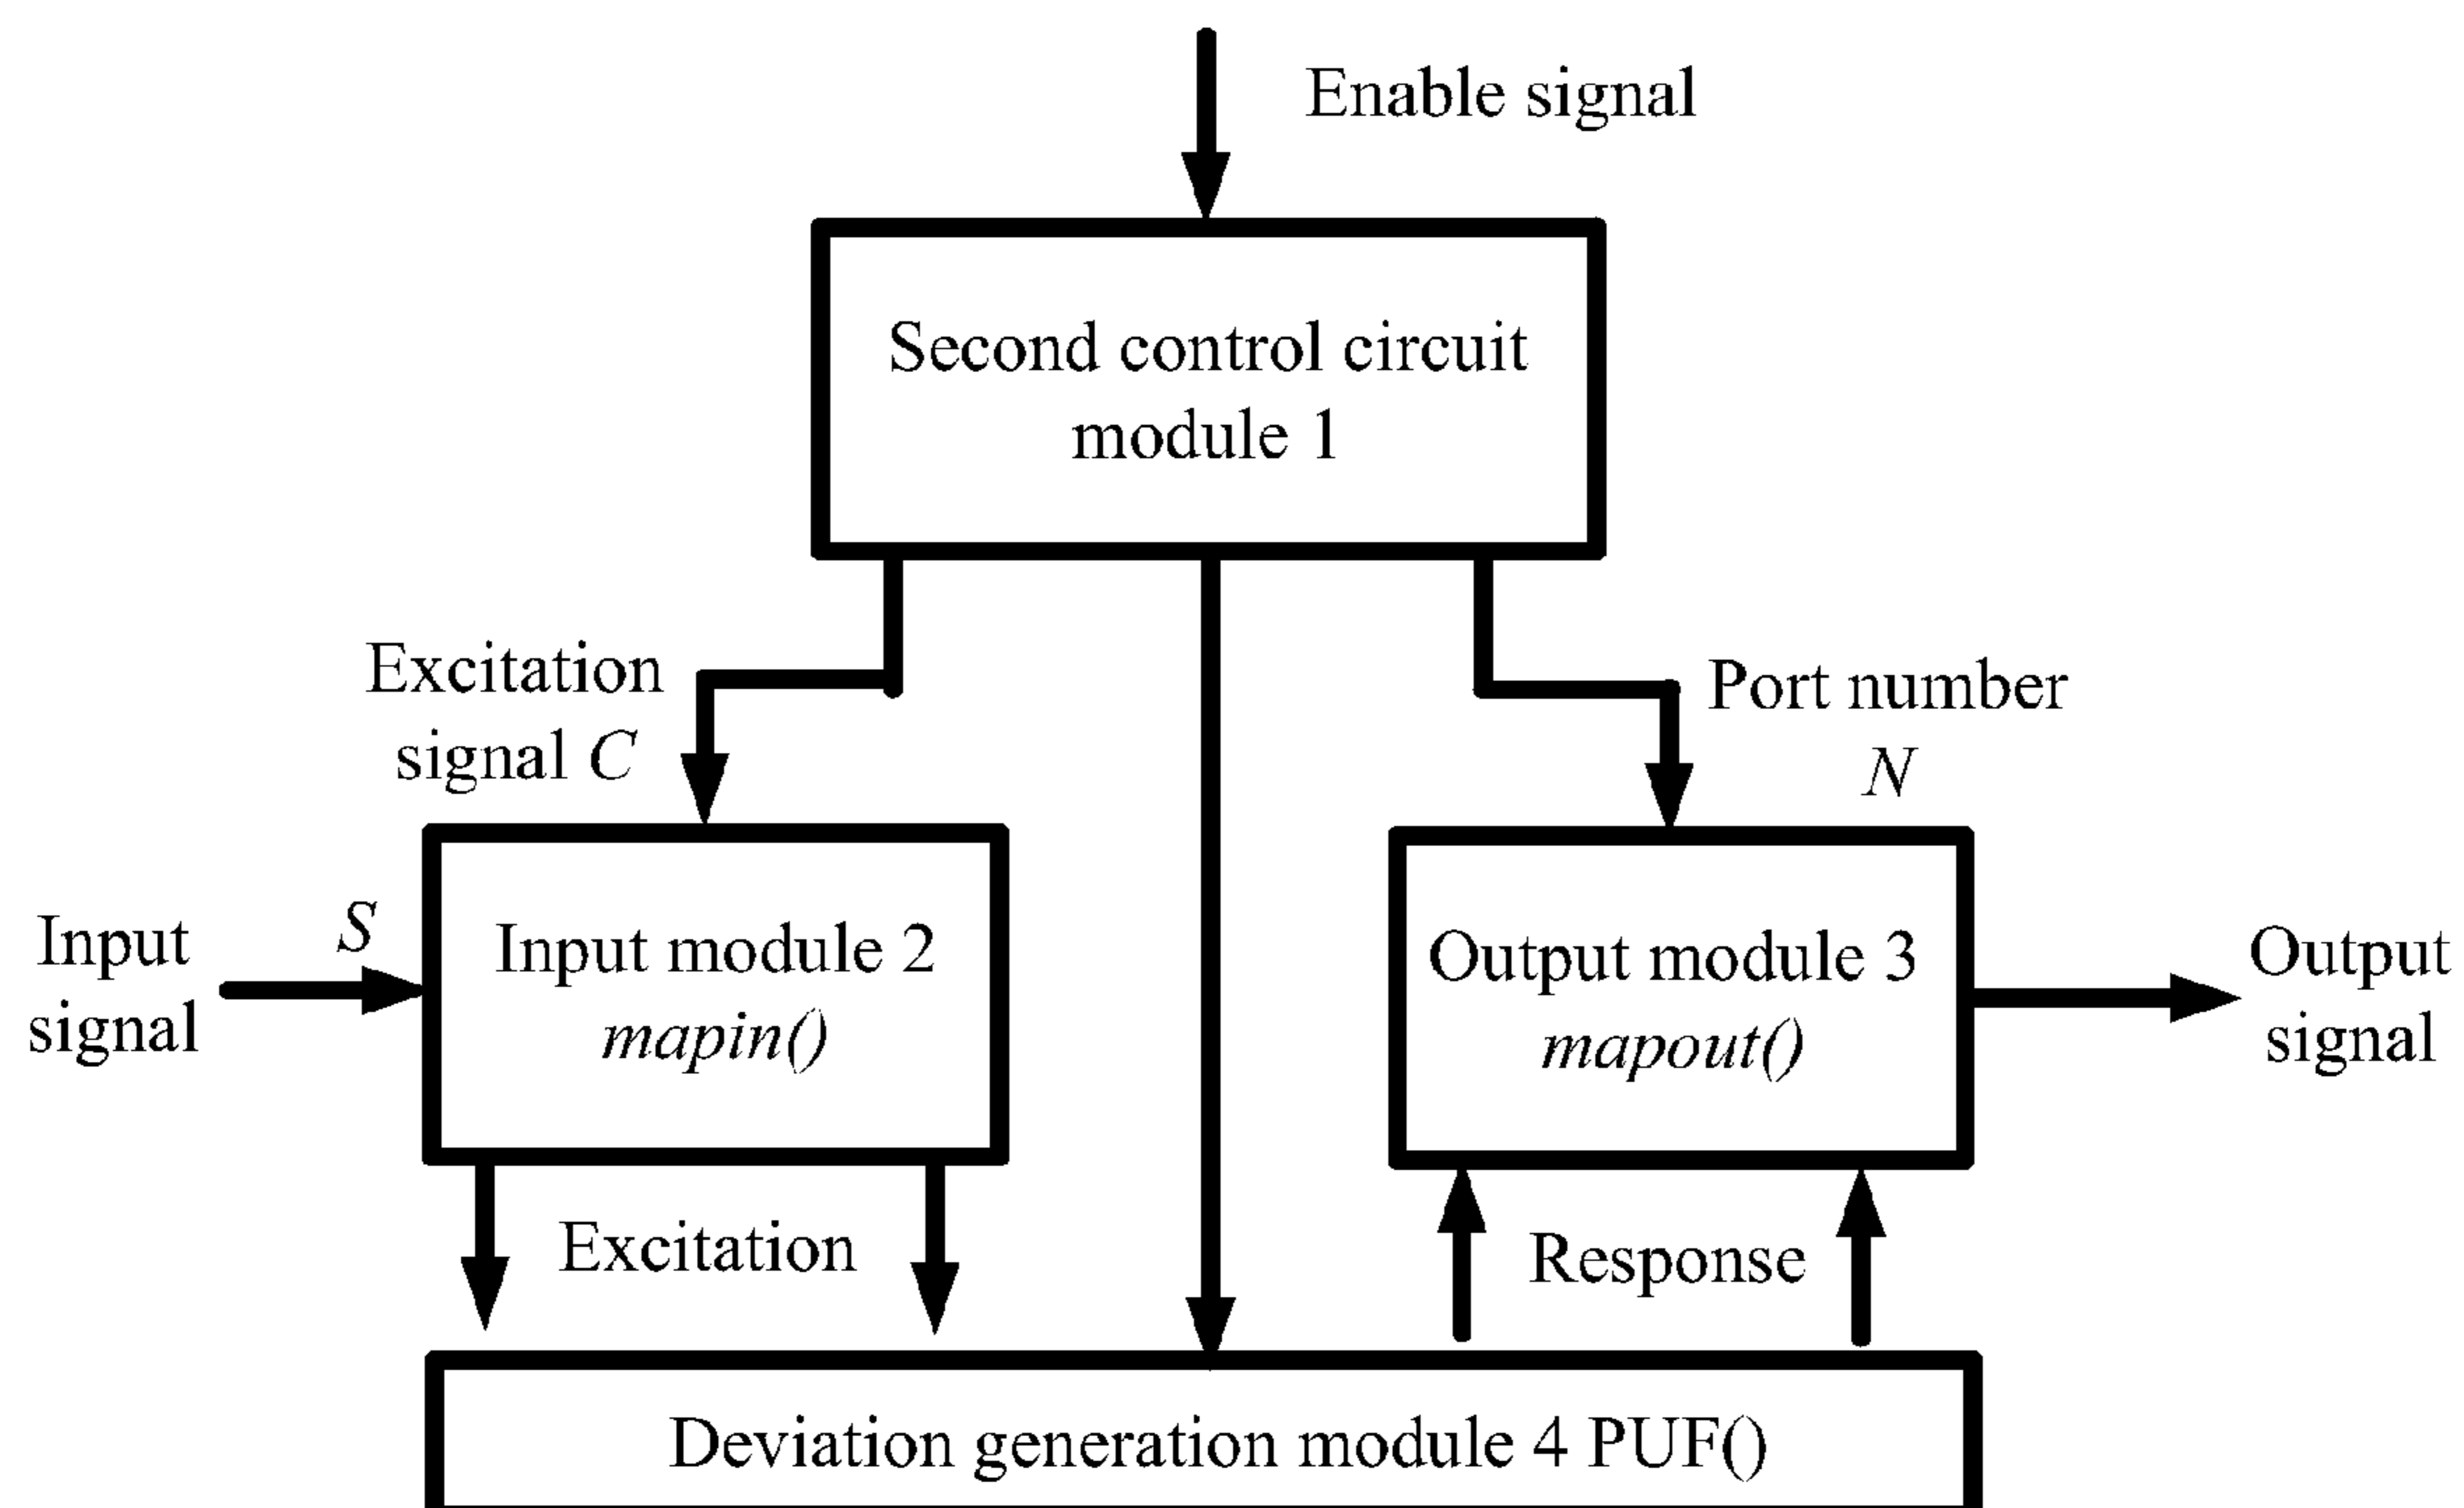 Enable signal
Second control circuit
module 1
Excitation
signal C
Port number
N
Input
signal
S
Input module 2
mapin()
Output module 3
mapout()
Output
signal
Excitation
Response
Deviation generation module 4 PUF()